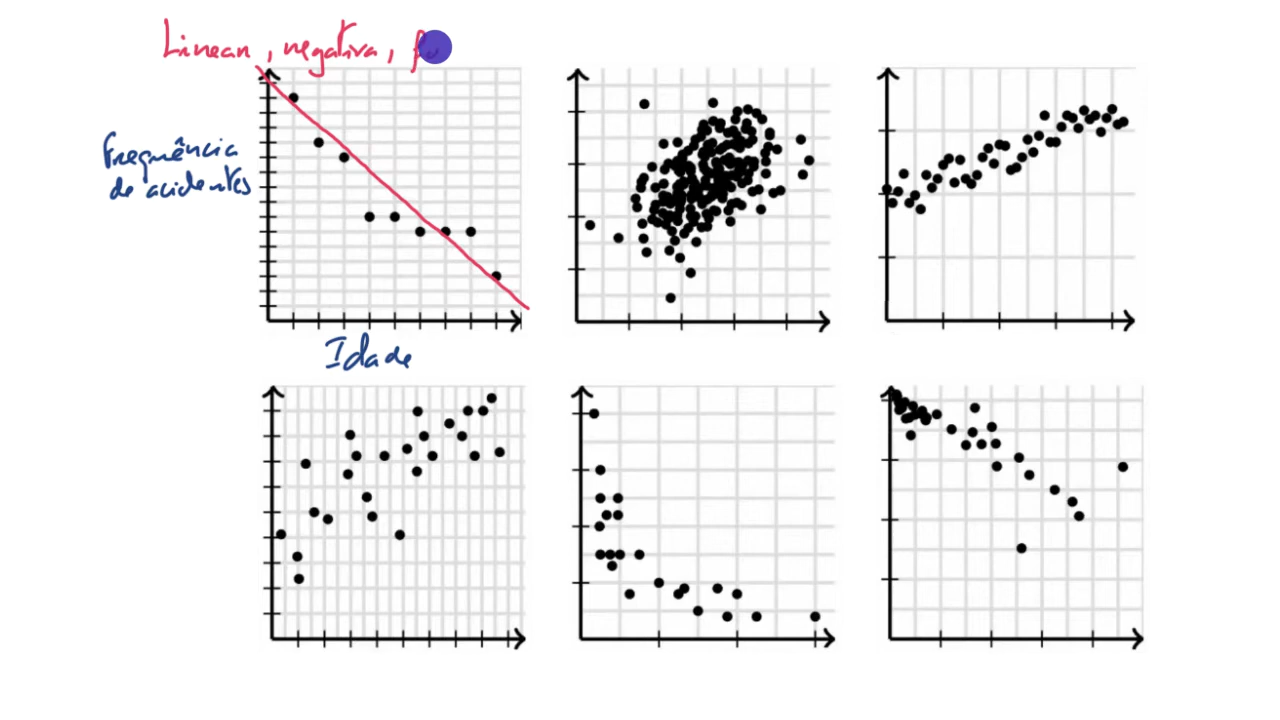 Linear, negativa,
Frequência
de acidentes
Idade